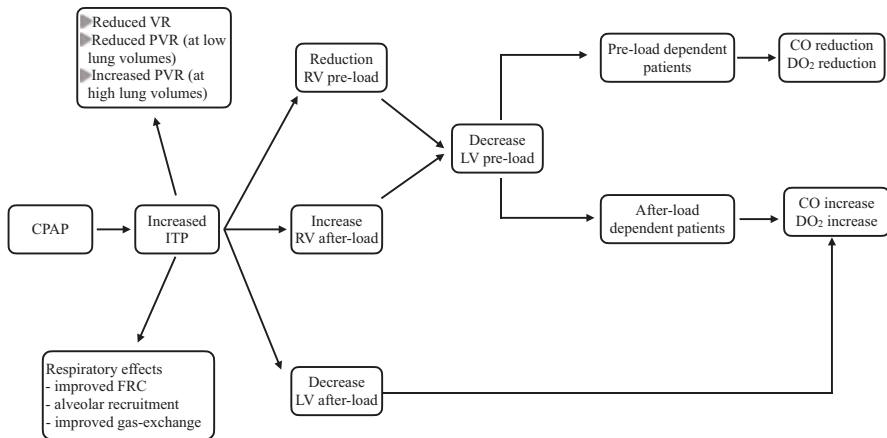 Reduced VR
Reduced PVR (at low
lung volumes)
Increased PVR (at
high lung volumes)
Reduction
RV pre-load
Pre-load dependent
patients
CO reduction
DO₂ reduction
Decrease
LV pre-load
CPAP
Increased
ITP
Increase
RV after-load
After-load
dependent patients
CO increase
DO₂ increase
Respiratory effects
- improved FRC
- alveolar recruitment
- improved gas-exchange
Decrease
LV after-load